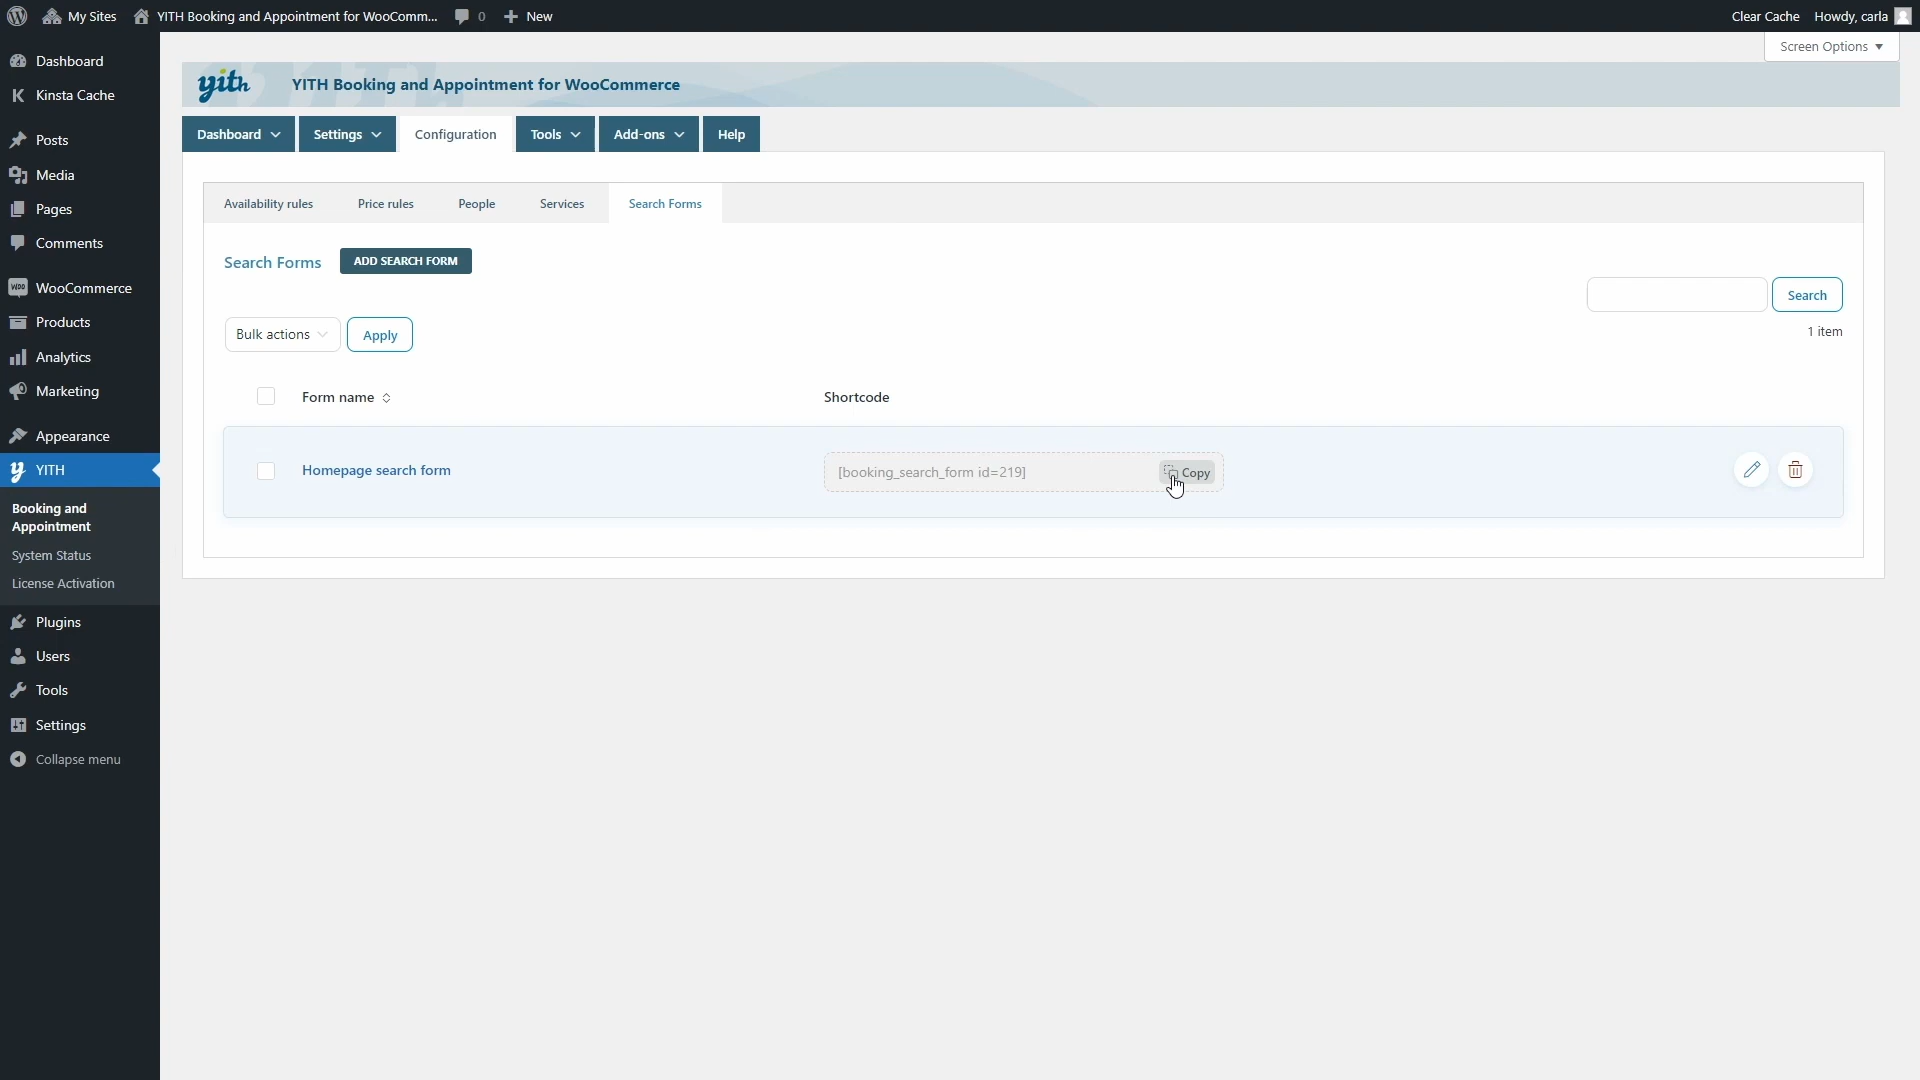 My Sites
YITH Booking and Appointment for WooComm...
0
New
Clear Cache
Howdy, carla
Screen Options
Dashboard
Kinsta Cache
Posts
Media
Pages
Comments
WooCommerce
Products
Analytics
Marketing
Appearance
YITH
Booking and
Appointment
System Status
License Activation
Plugins
Users
Tools
Settings
Collapse menu
yith
YITH Booking and Appointment for WooCommerce
Dashboard
Settings
Configuration
Tools
Add-ons
Help
Availability rules
Price rules
People
Services
Search Forms
Search Forms
ADD SEARCH FORM
Search
Bulk actions
Apply
1 item
Form name
Shortcode
Homepage search form
[booking_search_form id=219]
Copy